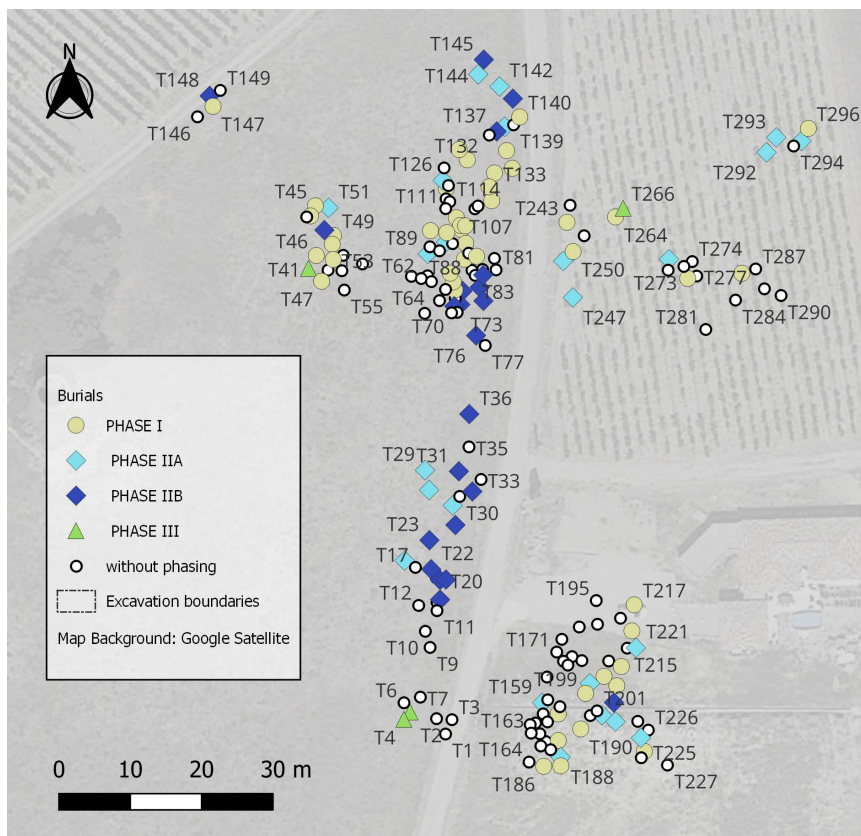 N
T145
T144
T142
T148
T149
T140
T137
T146
T147
T139
T132
T293
T296
T292
T294
T126
T133
T45
T51
T111
T114
T243
T266
T49
T107
T264
T46
T89
T81
T274
T287
T41
T53
T62
T88
T250
T273
T277
T47
T55
T64
T83
T247
T281
T284
T290
T70
T73
T76
T77
Burials
PHASE I
PHASE IIA
PHASE IIB
PHASE III
without phasing
Excavation boundaries
Map Background: Google Satellite
T36
T35
T29
T31
T33
T30
T23
T22
T17
T20
T12
T11
T10
T9
T195
T217
T171
T221
T215
T199
T159
T201
T6
T7
T3
T4
T2
T1
T163
T164
T226
T190
T225
T186
T188
T227
0 10 20 30 m